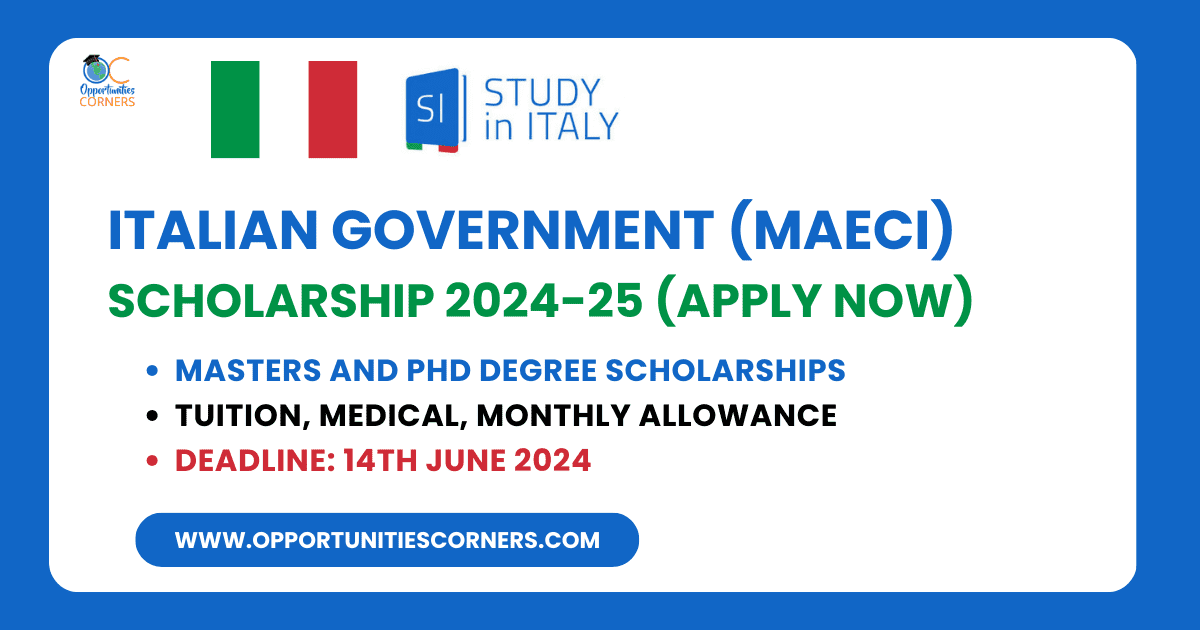 Opportunities
CORNERS
SI
STUDY
in ITALY
ITALIAN GOVERNMENT (MAECI)
SCHOLARSHIP 2024-25 (APPLY NOW)
• MASTERS AND PHD DEGREE SCHOLARSHIPS
• TUITION, MEDICAL, MONTHLY ALLOWANCE
• DEADLINE: 14TH JUNE 2024
WWW.OPPORTUNITIESCORNERS.COM